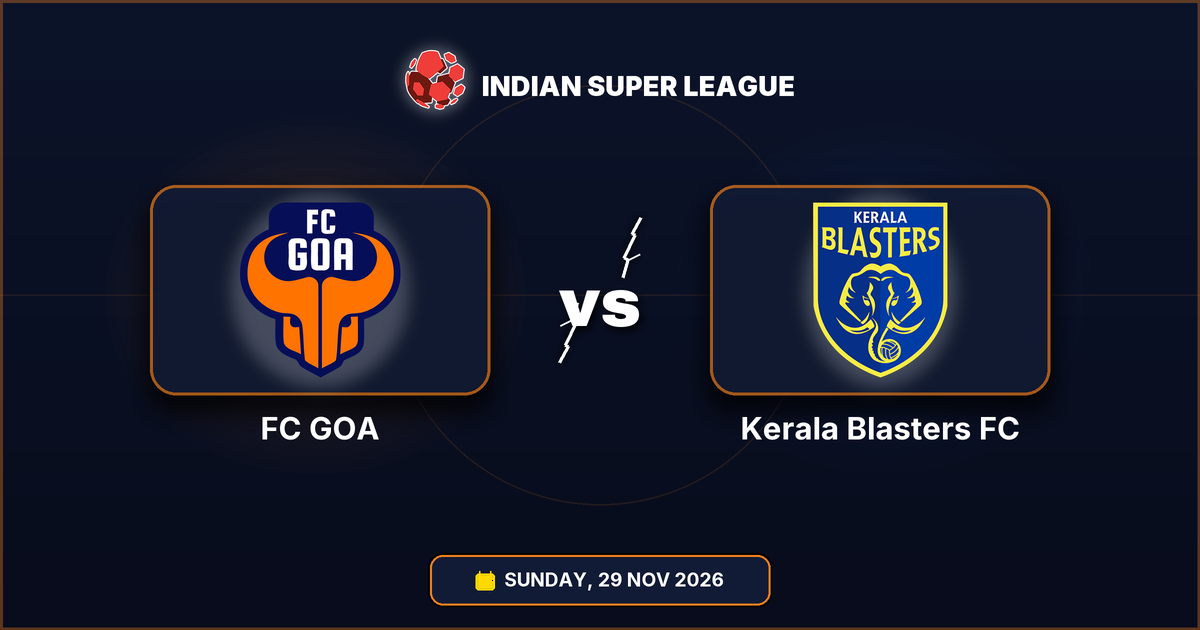 INDIAN SUPER LEAGUE
FC
GOA
KERALA
BLASTERS
VS
FC GOA
Kerala Blasters FC
SUNDAY, 29 NOV 2026